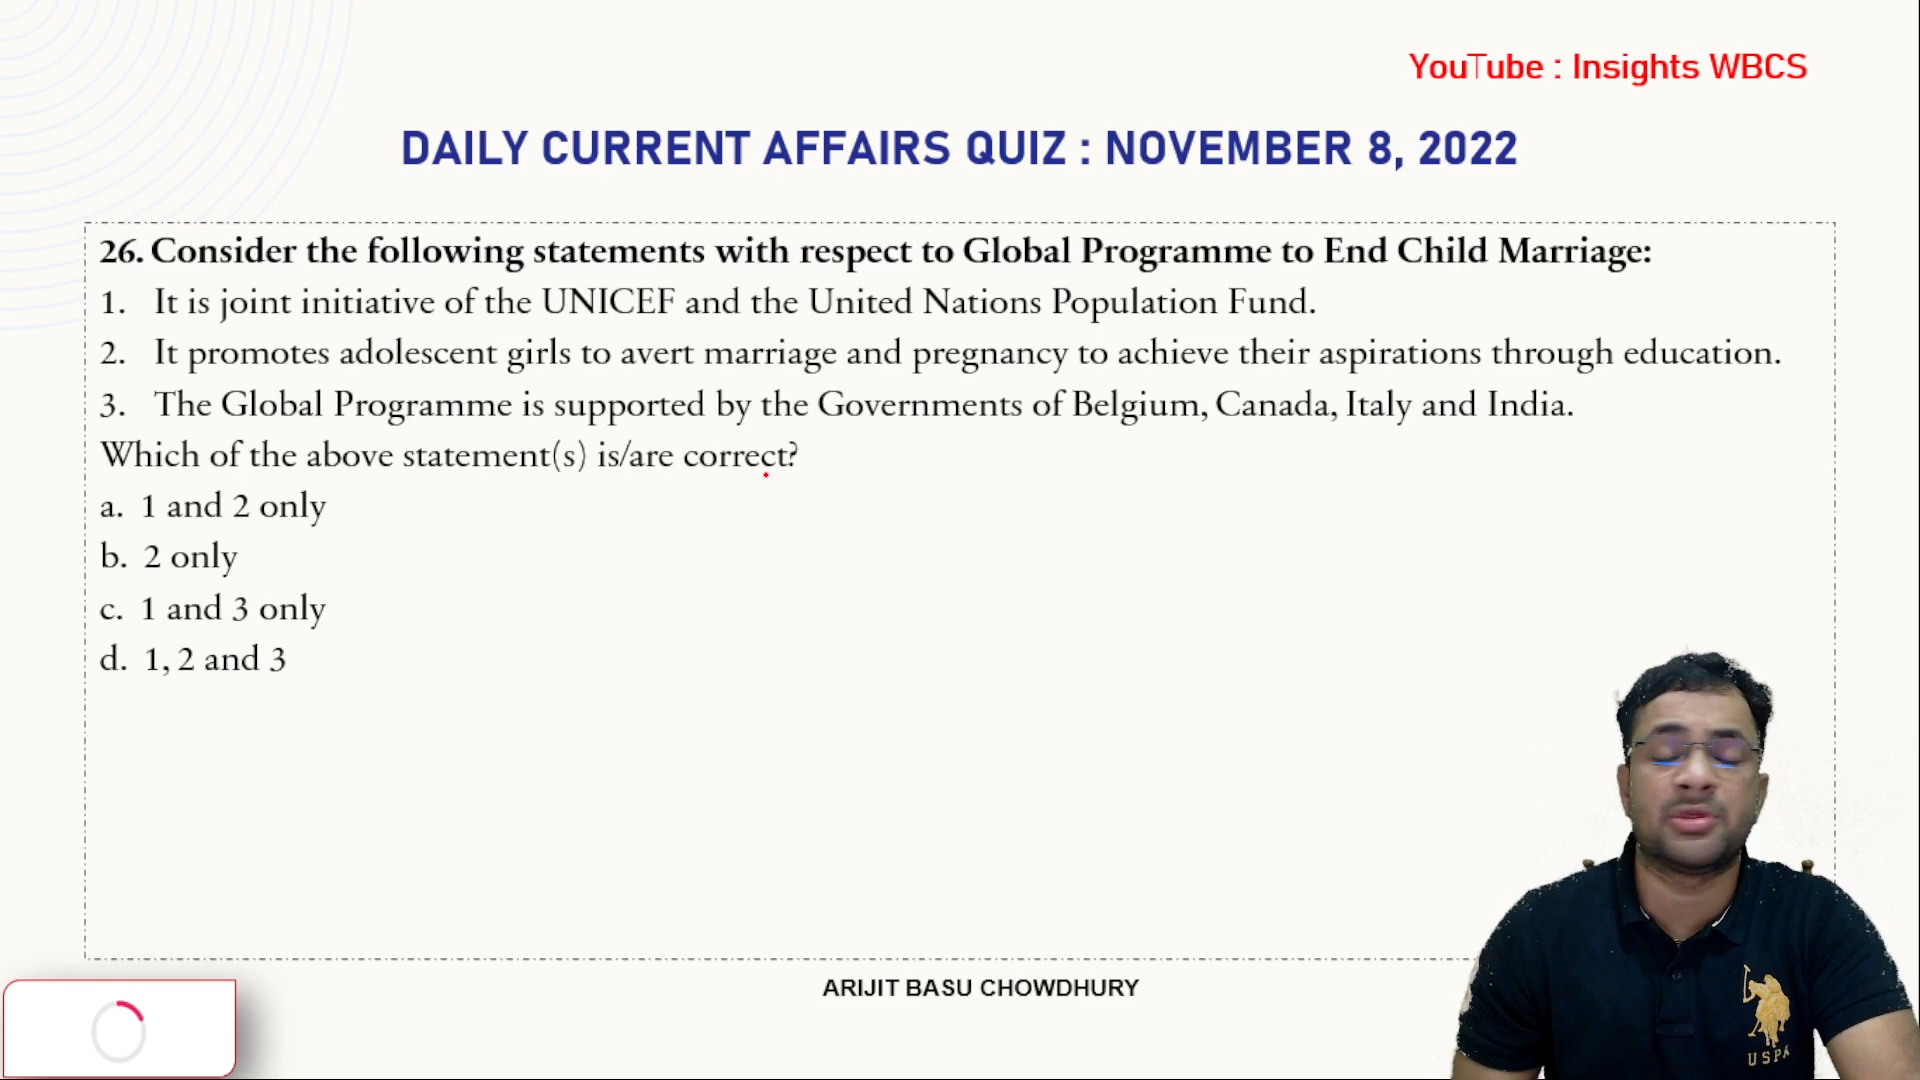 YouTube : Insights WBCS
DAILY CURRENT AFFAIRS QUIZ : NOVEMBER 8, 2022
26. Consider the following statements with respect to Global Programme to End Child Marriage:
1. It is joint initiative of the UNICEF and the United Nations Population Fund.
2. It promotes adolescent girls to avert marriage and pregnancy to achieve their aspirations through education.
3. The Global Programme is supported by the Governments of Belgium, Canada, Italy and India.
Which of the above statement(s) is/are correct?
a. 1 and 2 only
b. 2 only
c. 1 and 3 only
d. 1, 2 and 3
ARIJIT BASU CHOWDHURY
USPA